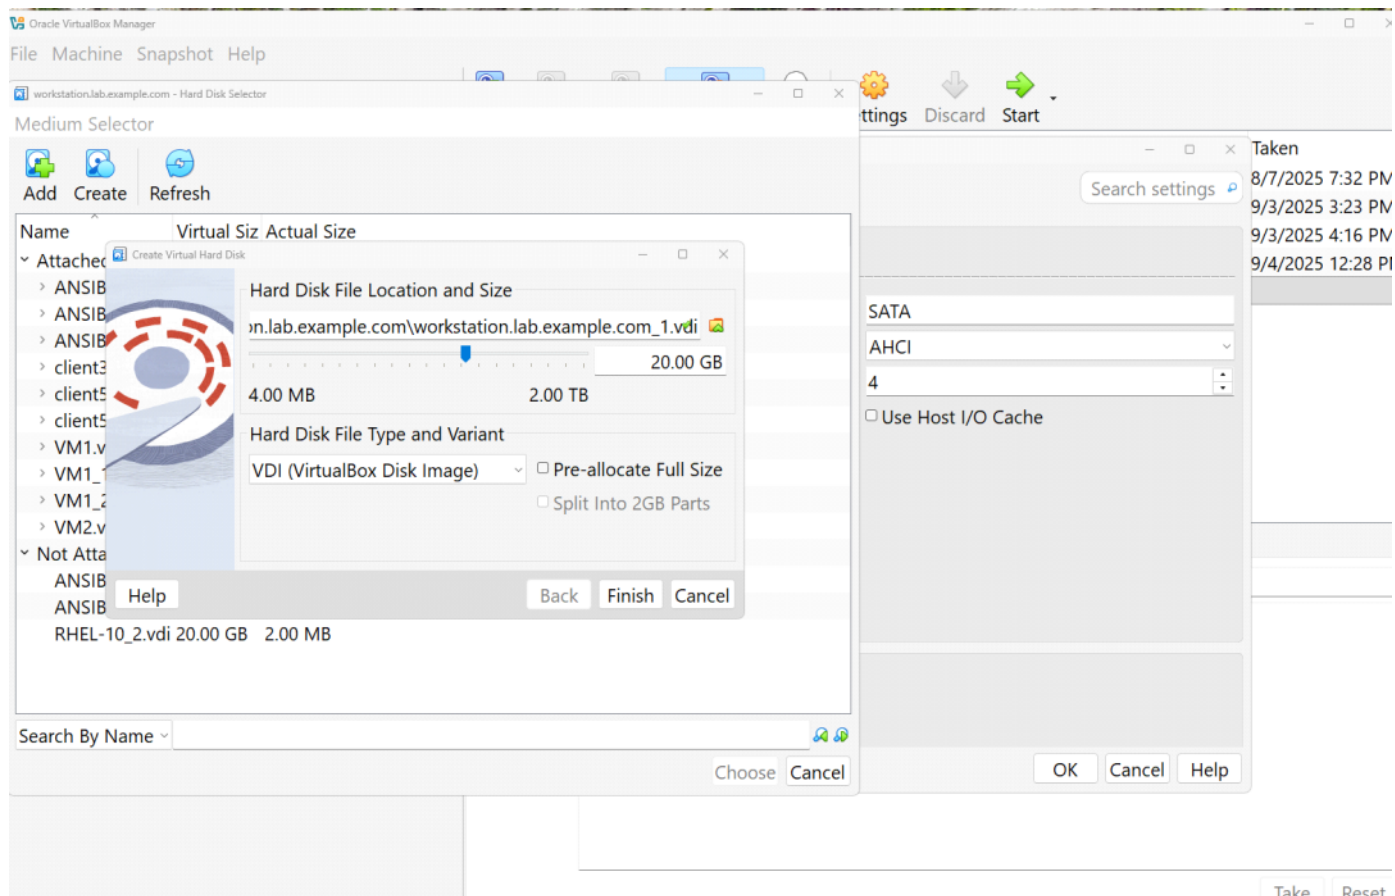 Oracle VirtualBox Manager
File Machine Snapshot Help
Settings Discard Start
workstation.lab.example.com - Hard Disk Selector
Medium Selector
Add Create Refresh
Name Virtual Siz Actual Size
Attached
ANSIB
ANSIB
ANSIB
client3
client5
client5
VM1.v
VM1_1
VM1_2
VM2.v
Not Atta
ANSIB
ANSIB
RHEL-10_2.vdi 20.00 GB 2.00 MB
Search By Name
Choose Cancel
Create Virtual Hard Disk
Hard Disk File Location and Size
on.lab.example.com\workstation.lab.example.com_1.vdi
20.00 GB
4.00 MB 2.00 TB
Hard Disk File Type and Variant
VDI (VirtualBox Disk Image) Pre-allocate Full Size
Split Into 2GB Parts
Help Back Finish Cancel
Search settings
SATA
AHCI
4
Use Host I/O Cache
OK Cancel Help
Taken
8/7/2025 7:32 PM
9/3/2025 3:23 PM
9/3/2025 4:16 PM
9/4/2025 12:28 PM
Take Reset